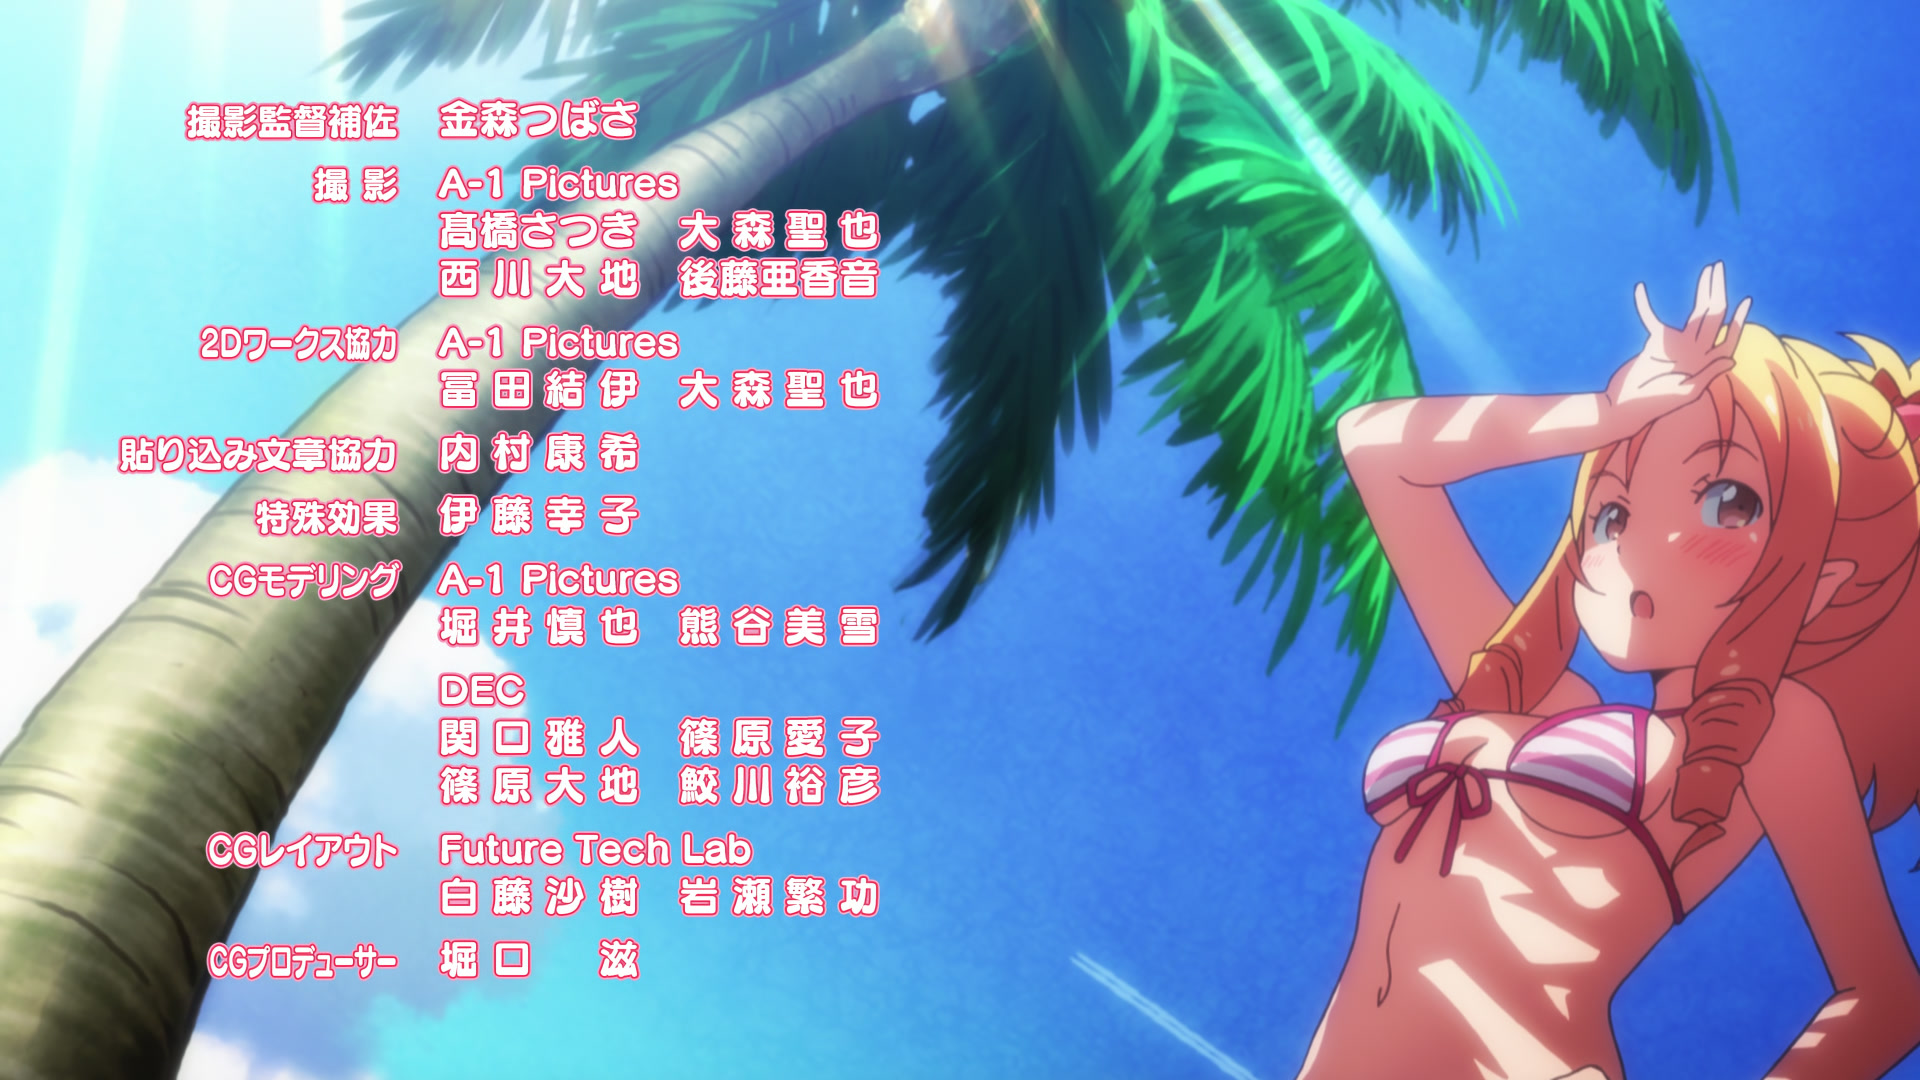 撮影監督補佐 金森つばさ
撮影 A-1 Pictures
髙橋さつき 大森聖也
西川大地 後藤亜香音
2Dワークス協力 A-1 Pictures
冨田結伊 大森聖也
貼り込み文章協力 内村康希
特殊効果 伊藤幸子
CGモデリング A-1 Pictures
堀井慎也 熊谷美雪
DEC
関口雅人 篠原愛子
篠原大地 鮫川裕彦
CGレイアウト Future Tech Lab
白藤沙樹 岩瀬繁功
CGプロデューサー 堀口滋